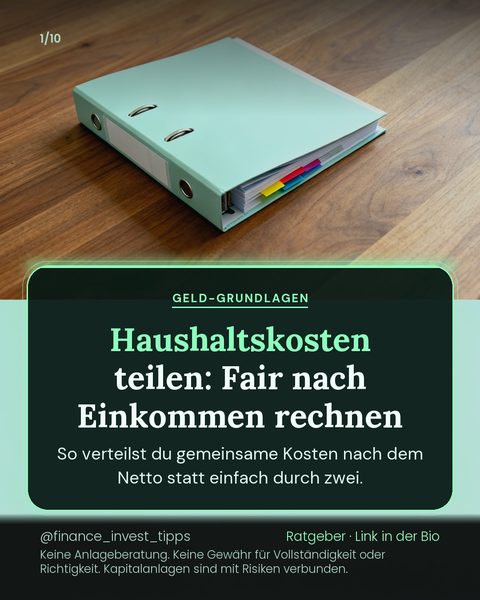 1/10
GELD-GRUNDLAGEN
Haushaltskosten
teilen: Fair nach
Einkommen rechnen
So verteilst du gemeinsame Kosten nach dem
Netto statt einfach durch zwei.
@finance_invest_tipps
Ratgeber · Link in der Bio
Keine Anlageberatung. Keine Gewähr für Vollständigkeit oder
Richtigkeit. Kapitalanlagen sind mit Risiken verbunden.